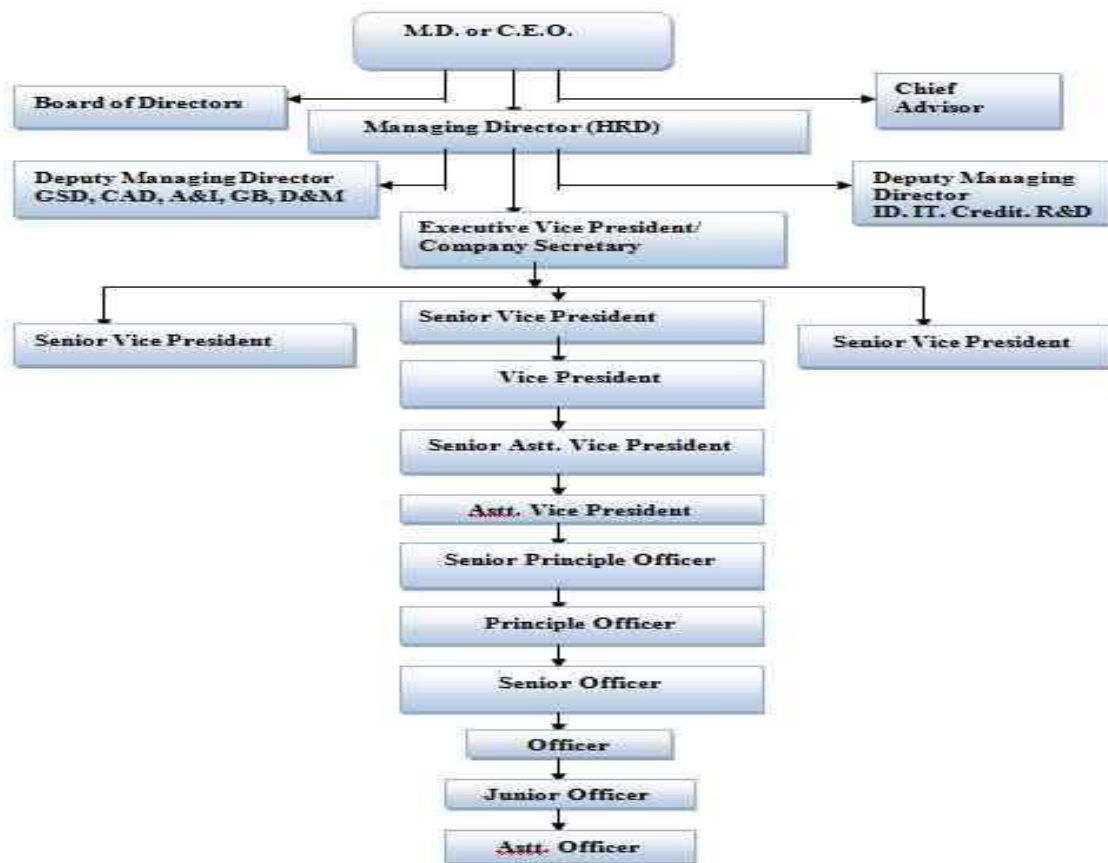 M.D. or C.E.O.
Board of Directors
Chief
Advisor
Managing Director (HRD)
Deputy Managing Director
GSD, CAD, A&I, GB, D&M
Deputy Managing
Director
ID. IT. Credit. R&D
Executive Vice President/
Company Secretary
Senior Vice President
Senior Vice President
Senior Vice President
Vice President
Senior Astt. Vice President
Astt. Vice President
Senior Principle Officer
Principle Officer
Senior Officer
Officer
Junior Officer
Astt. Officer